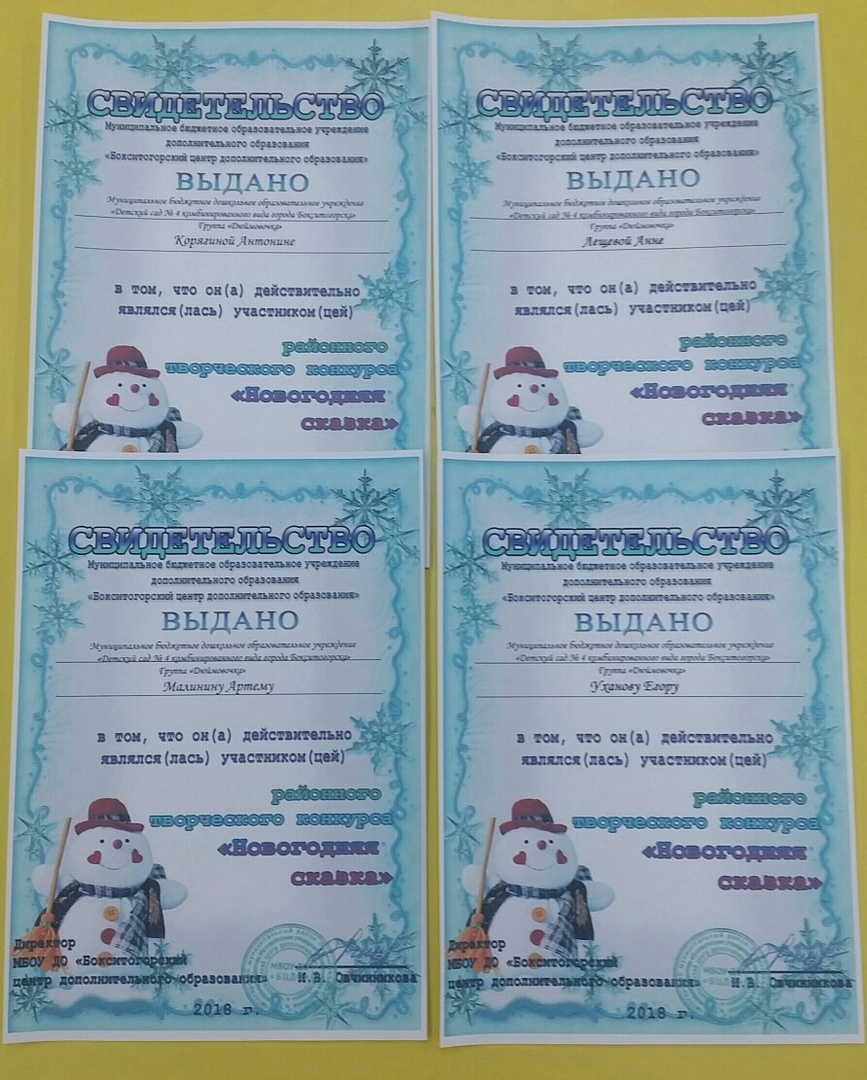 СВИДЕТЕЛЬСТВО
Муниципальное бюджетное образовательное учреждение
дополнительного образования
«Бокситогорский центр дополнительного образования»
ВЫДАНО
Муниципальное бюджетное дошкольное образовательное учреждение
«Детский сад № 4 комбинированного вида города Бокситогорска»
Группа «Дюймовочка»
Корягиной Антонине
в том, что он(а) действительно
являлся(лась) участником(цей)
районного
творческого конкурса
«Новогодняя
сказка»
СВИДЕТЕЛЬСТВО
Муниципальное бюджетное образовательное учреждение
дополнительного образования
«Бокситогорский центр дополнительного образования»
ВЫДАНО
Муниципальное бюджетное дошкольное образовательное учреждение
«Детский сад № 4 комбинированного вида города Бокситогорска»
Группа «Дюймовочка»
Лещевой Анне
в том, что он(а) действительно
являлся(лась) участником(цей)
районного
творческого конкурса
«Новогодняя
сказка»
СВИДЕТЕЛЬСТВО
Муниципальное бюджетное образовательное учреждение
дополнительного образования
«Бокситогорский центр дополнительного образования»
ВЫДАНО
Муниципальное бюджетное дошкольное образовательное учреждение
«Детский сад № 4 комбинированного вида города Бокситогорска»
Группа «Дюймовочка»
Малинину Артему
в том, что он(а) действительно
являлся(лась) участником(цей)
районного
творческого конкурса
«Новогодняя
сказка»
Директор
МБОУ ДО «Бокситогорский
центр дополнительного образования» И.В. Овчинникова
2018 г.
СВИДЕТЕЛЬСТВО
Муниципальное бюджетное образовательное учреждение
дополнительного образования
«Бокситогорский центр дополнительного образования»
ВЫДАНО
Муниципальное бюджетное дошкольное образовательное учреждение
«Детский сад № 4 комбинированного вида города Бокситогорска»
Группа «Дюймовочка»
Уханову Егору
в том, что он(а) действительно
являлся(лась) участником(цей)
районного
творческого конкурса
«Новогодняя
сказка»
Директор
МБОУ ДО «Бокситогорский
центр дополнительного образования» И.В. Овчинникова
2018 г.